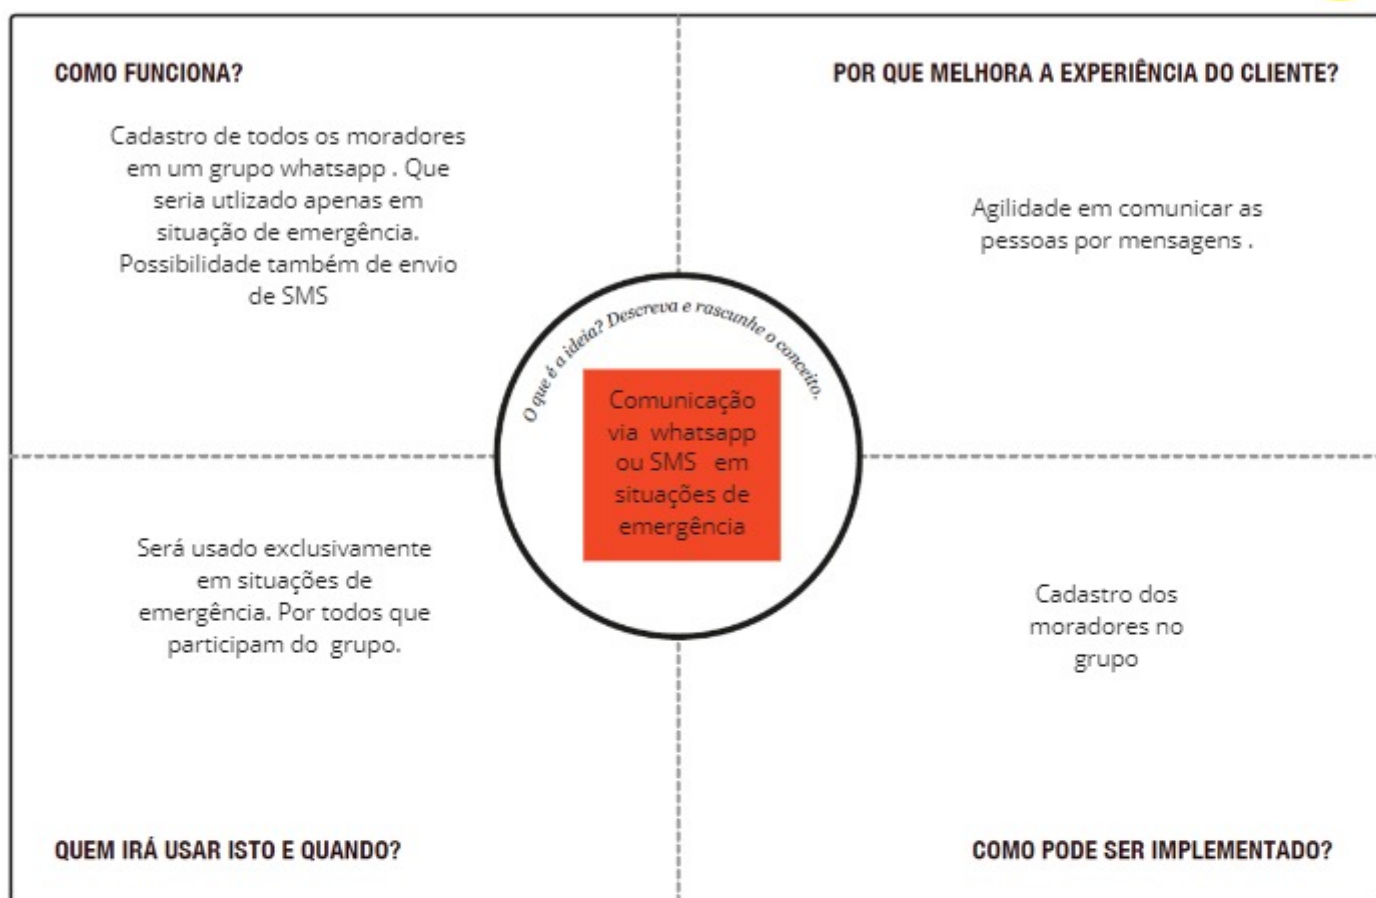 COMO FUNCIONA?
Cadastro de todos os moradores
em um grupo whatsapp . Que
seria utlizado apenas em
situação de emergência.
Possibilidade também de envio
de SMS
POR QUE MELHORA A EXPERIÊNCIA DO CLIENTE?
Agilidade em comunicar as
pessoas por mensagens .
O que é a ideia? Descreva e rascunhe o conceito.
Comunicação
via whatsapp
ou SMS em
situações de
emergência
Será usado exclusivamente
em situações de
emergência. Por todos que
participam do grupo.
QUEM IRÁ USAR ISTO E QUANDO?
Cadastro dos
moradores no
grupo
COMO PODE SER IMPLEMENTADO?